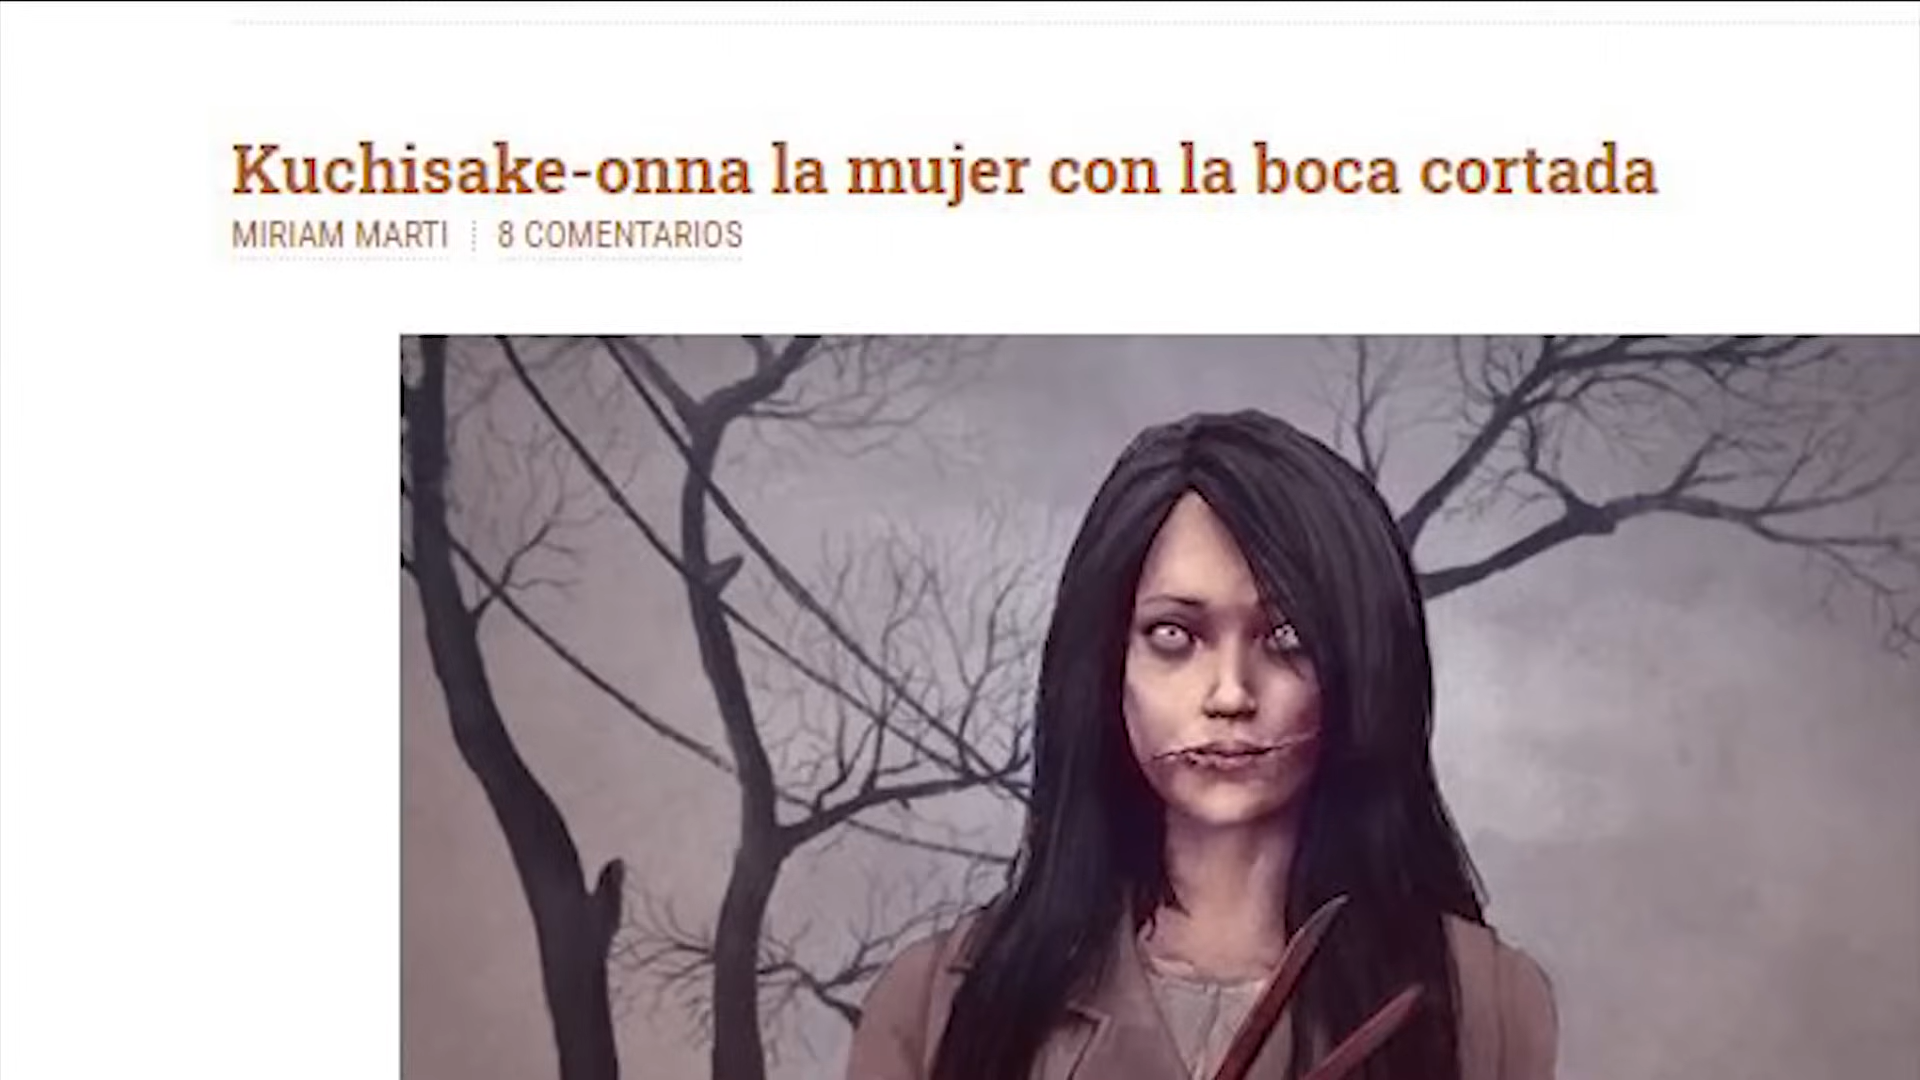 Kuchisake-onna la mujer con la boca cortada
MIRIAM MARTI 8 COMENTARIOS